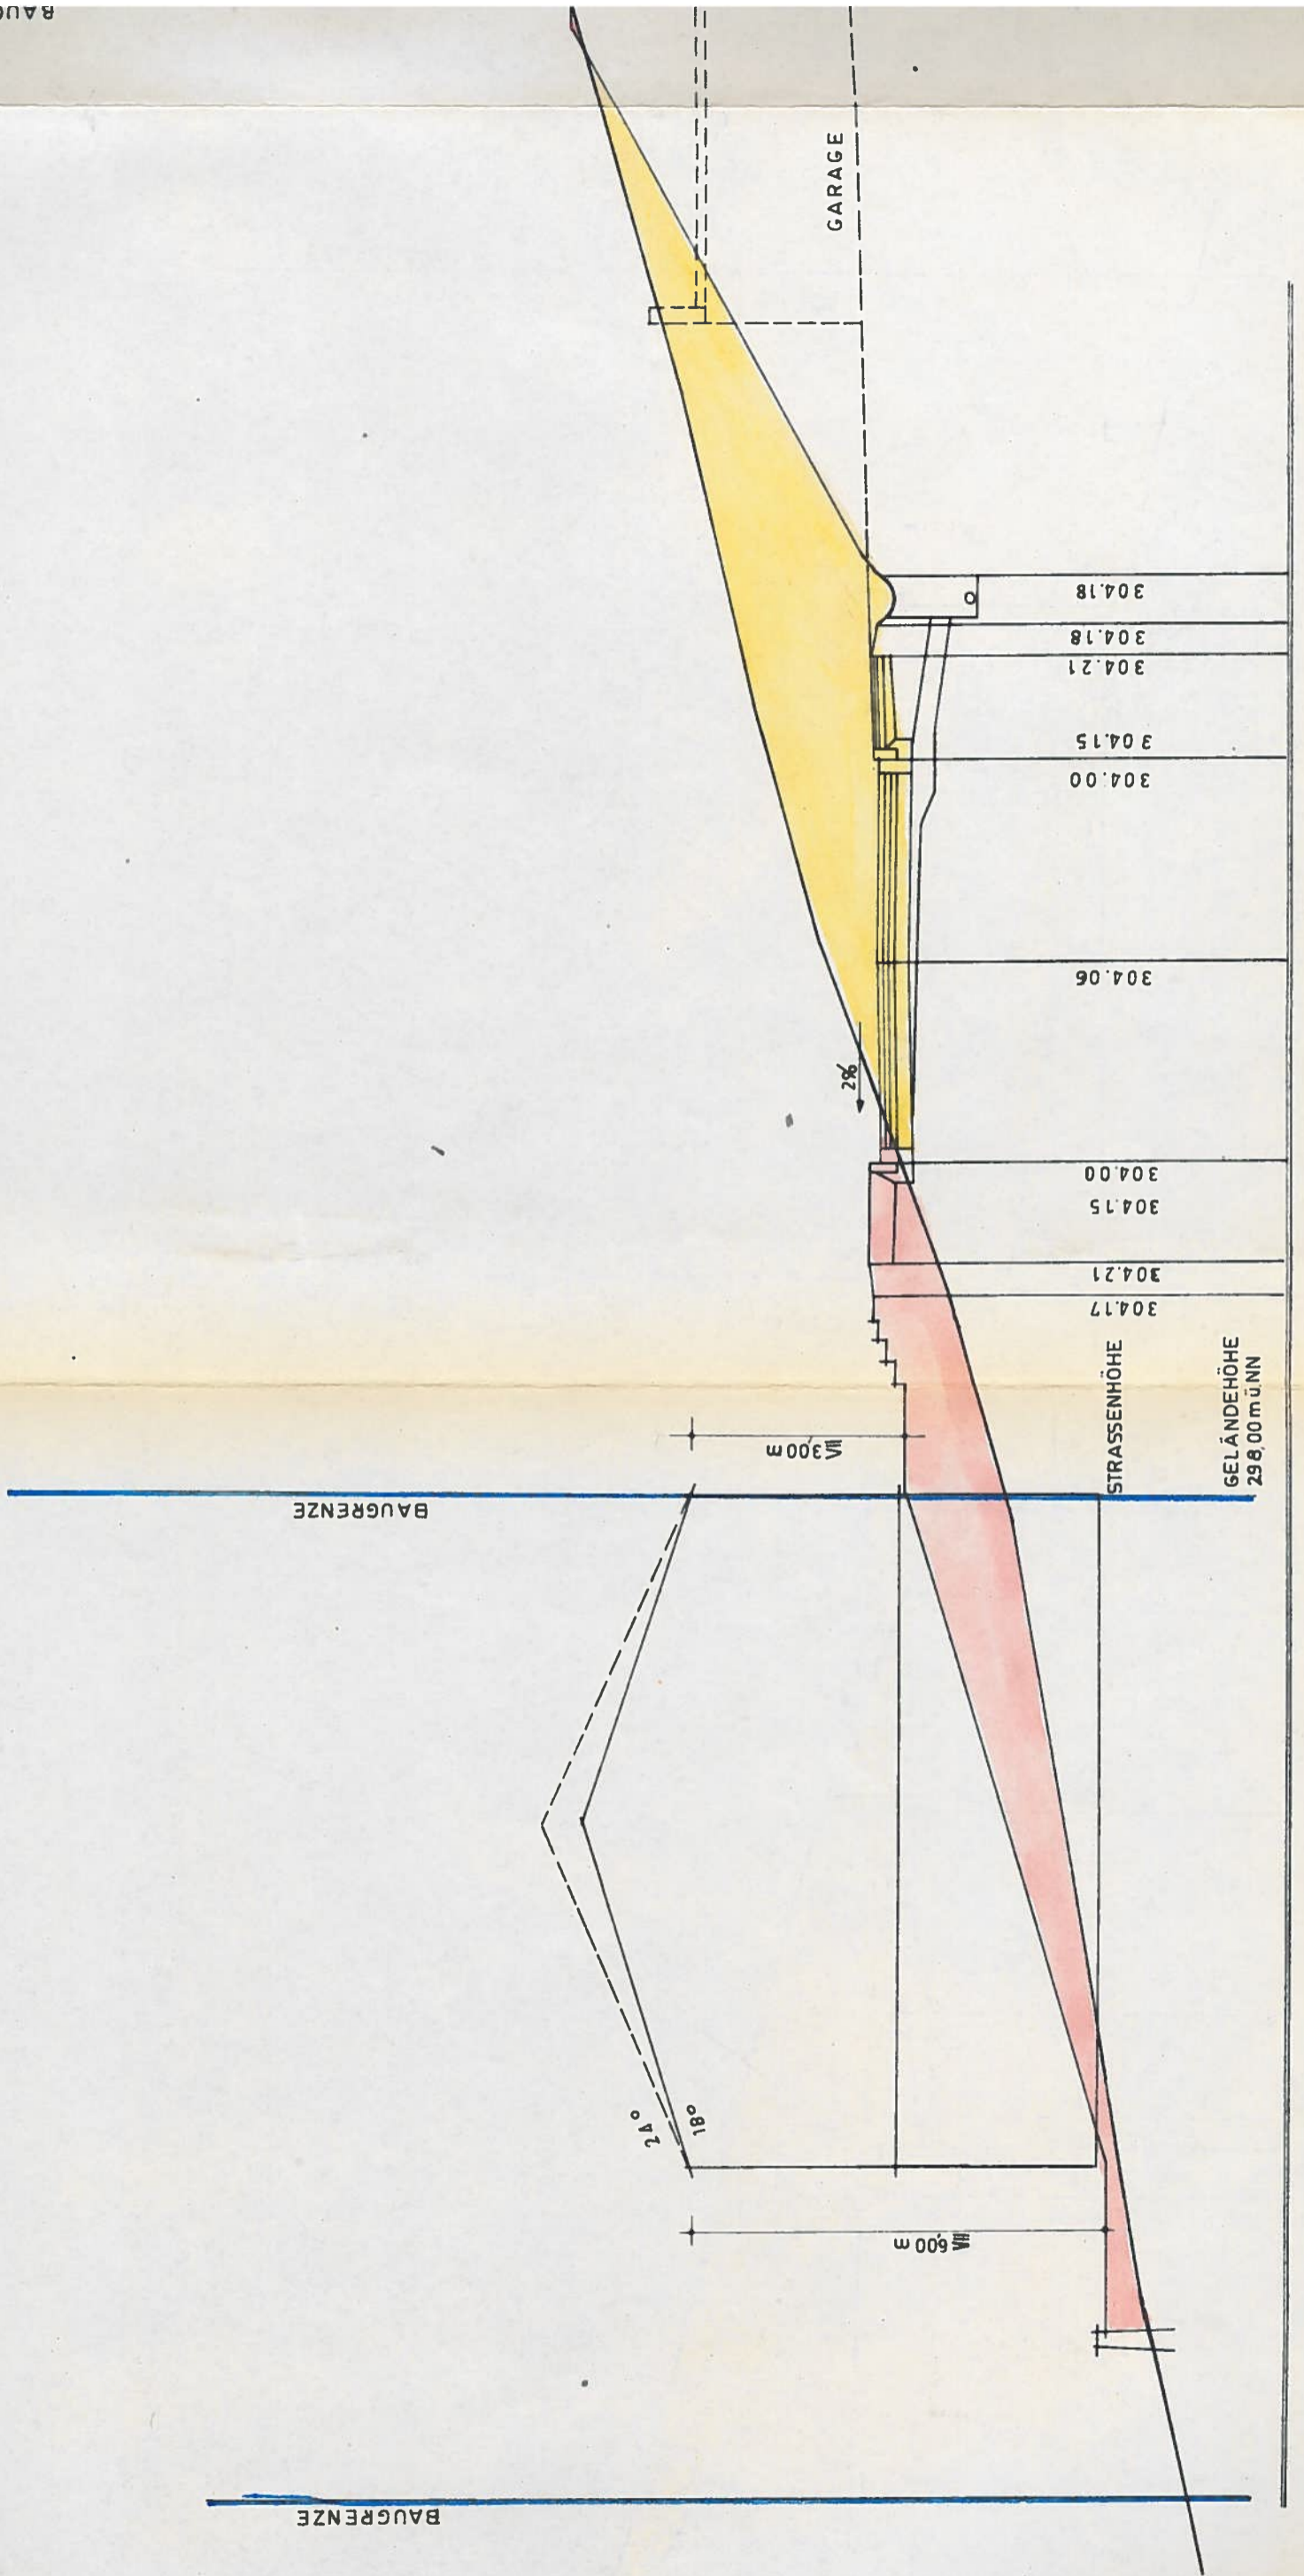 BAUG
GARAGE
304.18
304.18
304.21
304.15
304.00
304.06
2%
304.00
304.15
304.21
304.17
STRASSENHÖHE
GELÄNDEHÖHE
298,00 m ü. NN
≦ 3,00 m
BAUGRENZE
24°
18°
≦ 6,00 m
BAUGRENZE